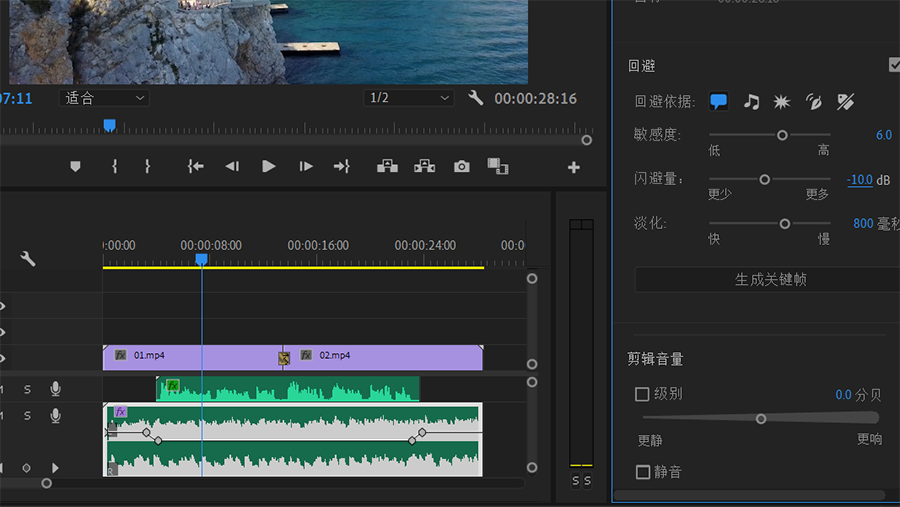 07:11
适合
1/2
00:00:28:16
:00:00
00:00:08:00
00:00:16:00
00:00:24:00
00:0
fx 01.mp4
fx 02.mp4
S
fx
S
fx
R
S S
回避
回避依据:
敏感度:
6.0
低
高
闪避量:
-10.0 dB
更少
更多
淡化:
800 毫秒
快
慢
生成关键帧
剪辑音量
级别
0.0 分贝
更静
更响
静音